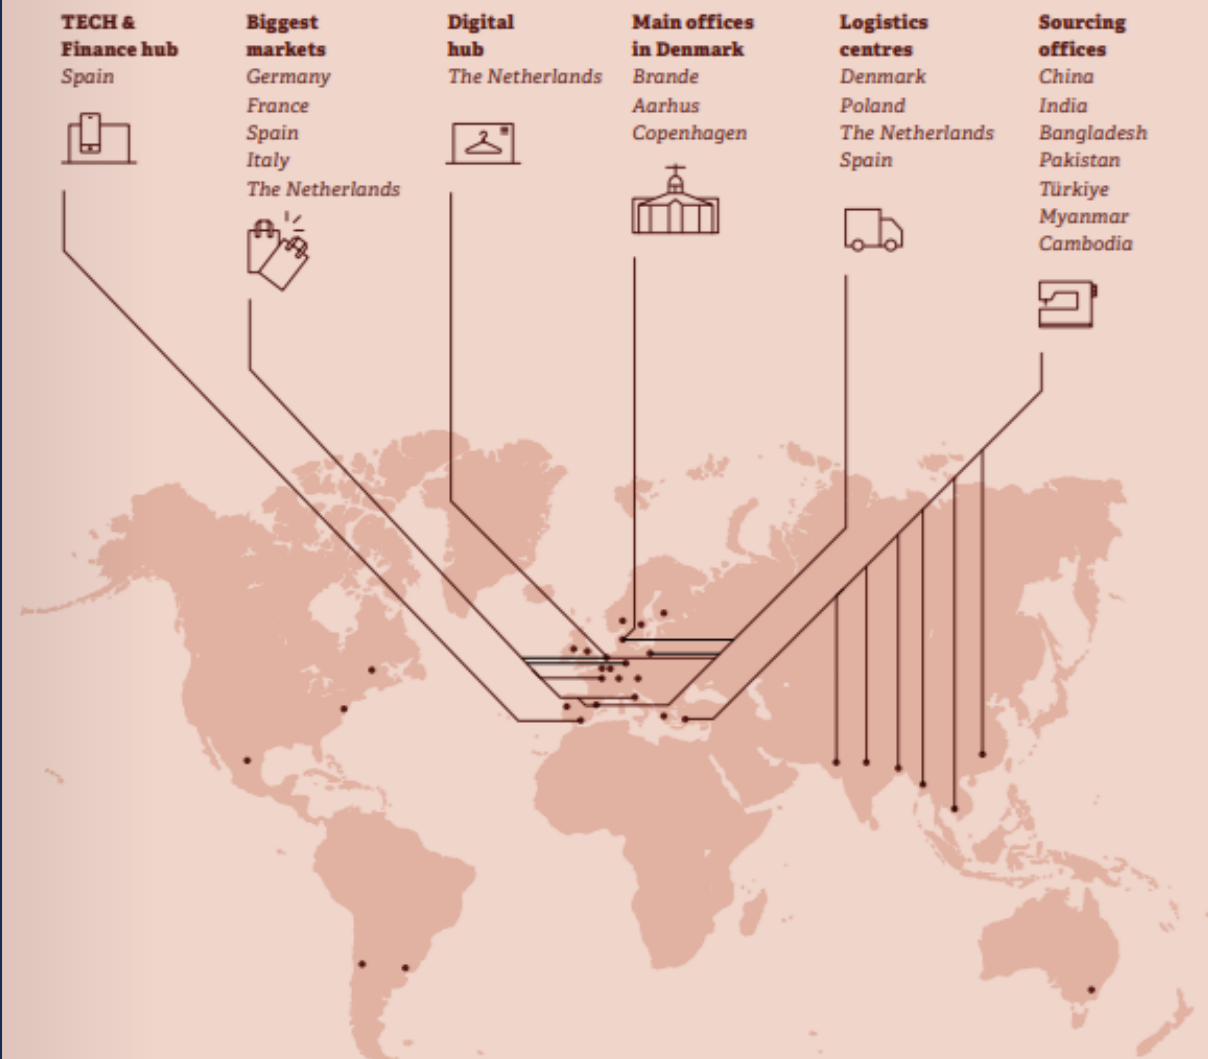 TECH &
Finance hub
Spain
Biggest
markets
Germany
France
Spain
Italy
The Netherlands
Digital
hub
The Netherlands
Main offices
in Denmark
Brande
Aarhus
Copenhagen
Logistics
centres
Denmark
Poland
The Netherlands
Spain
Sourcing
offices
China
India
Bangladesh
Pakistan
Türkiye
Myanmar
Cambodia